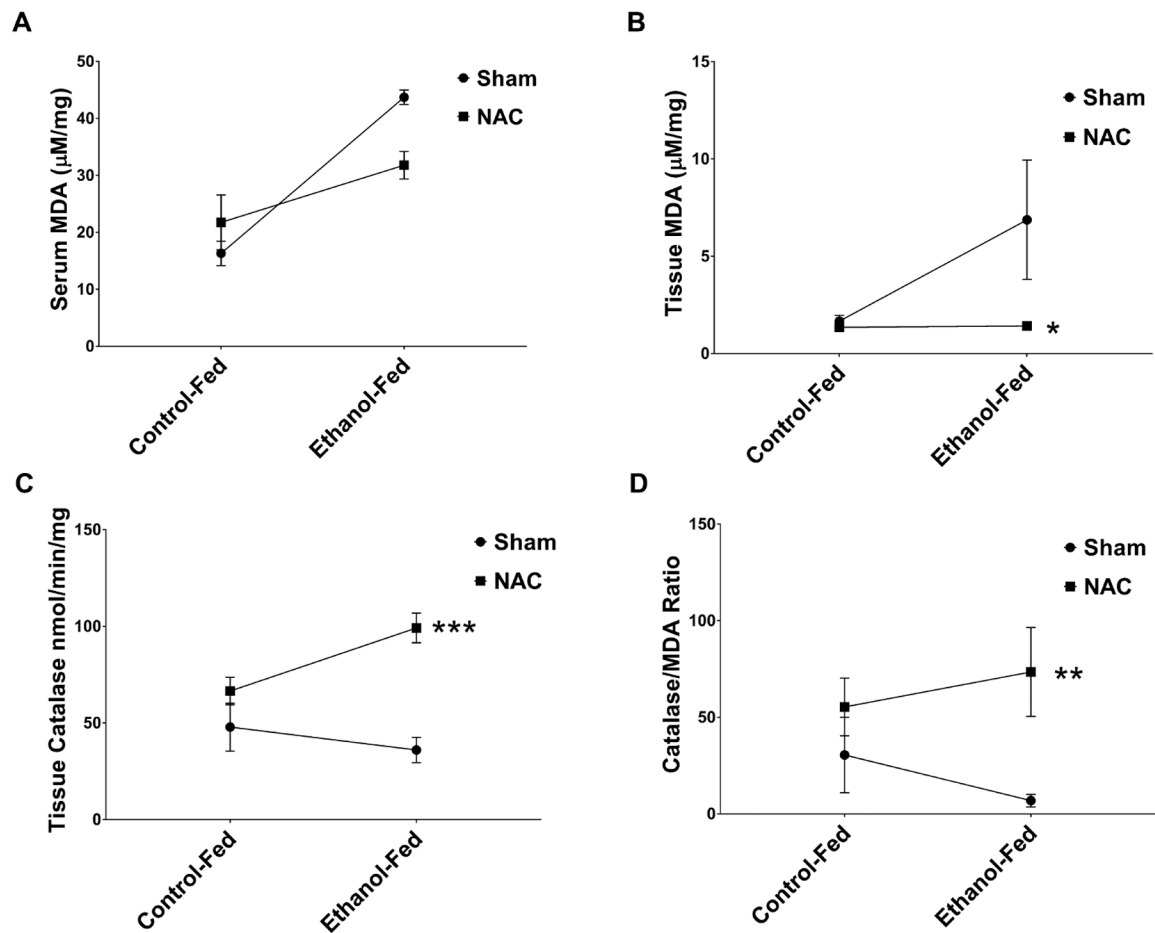 A
Serum MDA (μM/mg)
50
40
30
20
10
0
Sham
NAC
Control-Fed
Ethanol-Fed
B
Tissue MDA (μM/mg)
15
10
5
0
Sham
NAC
*
Control-Fed
Ethanol-Fed
C
Tissue Catalase nmol/min/mg
150
100
50
0
Sham
NAC
***
Control-Fed
Ethanol-Fed
D
Catalase/MDA Ratio
150
100
50
0
Sham
NAC
**
Control-Fed
Ethanol-Fed